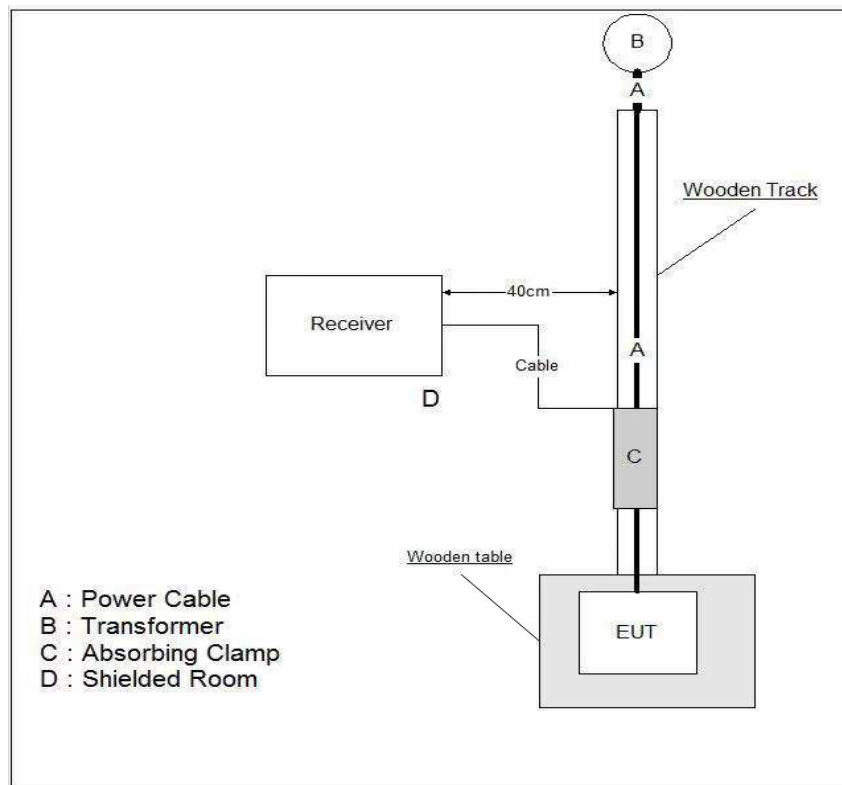 B
A
Wooden Track
40cm
Receiver
A
Cable
D
C
Wooden table
EUT
A : Power Cable
B : Transformer
C : Absorbing Clamp
D : Shielded Room